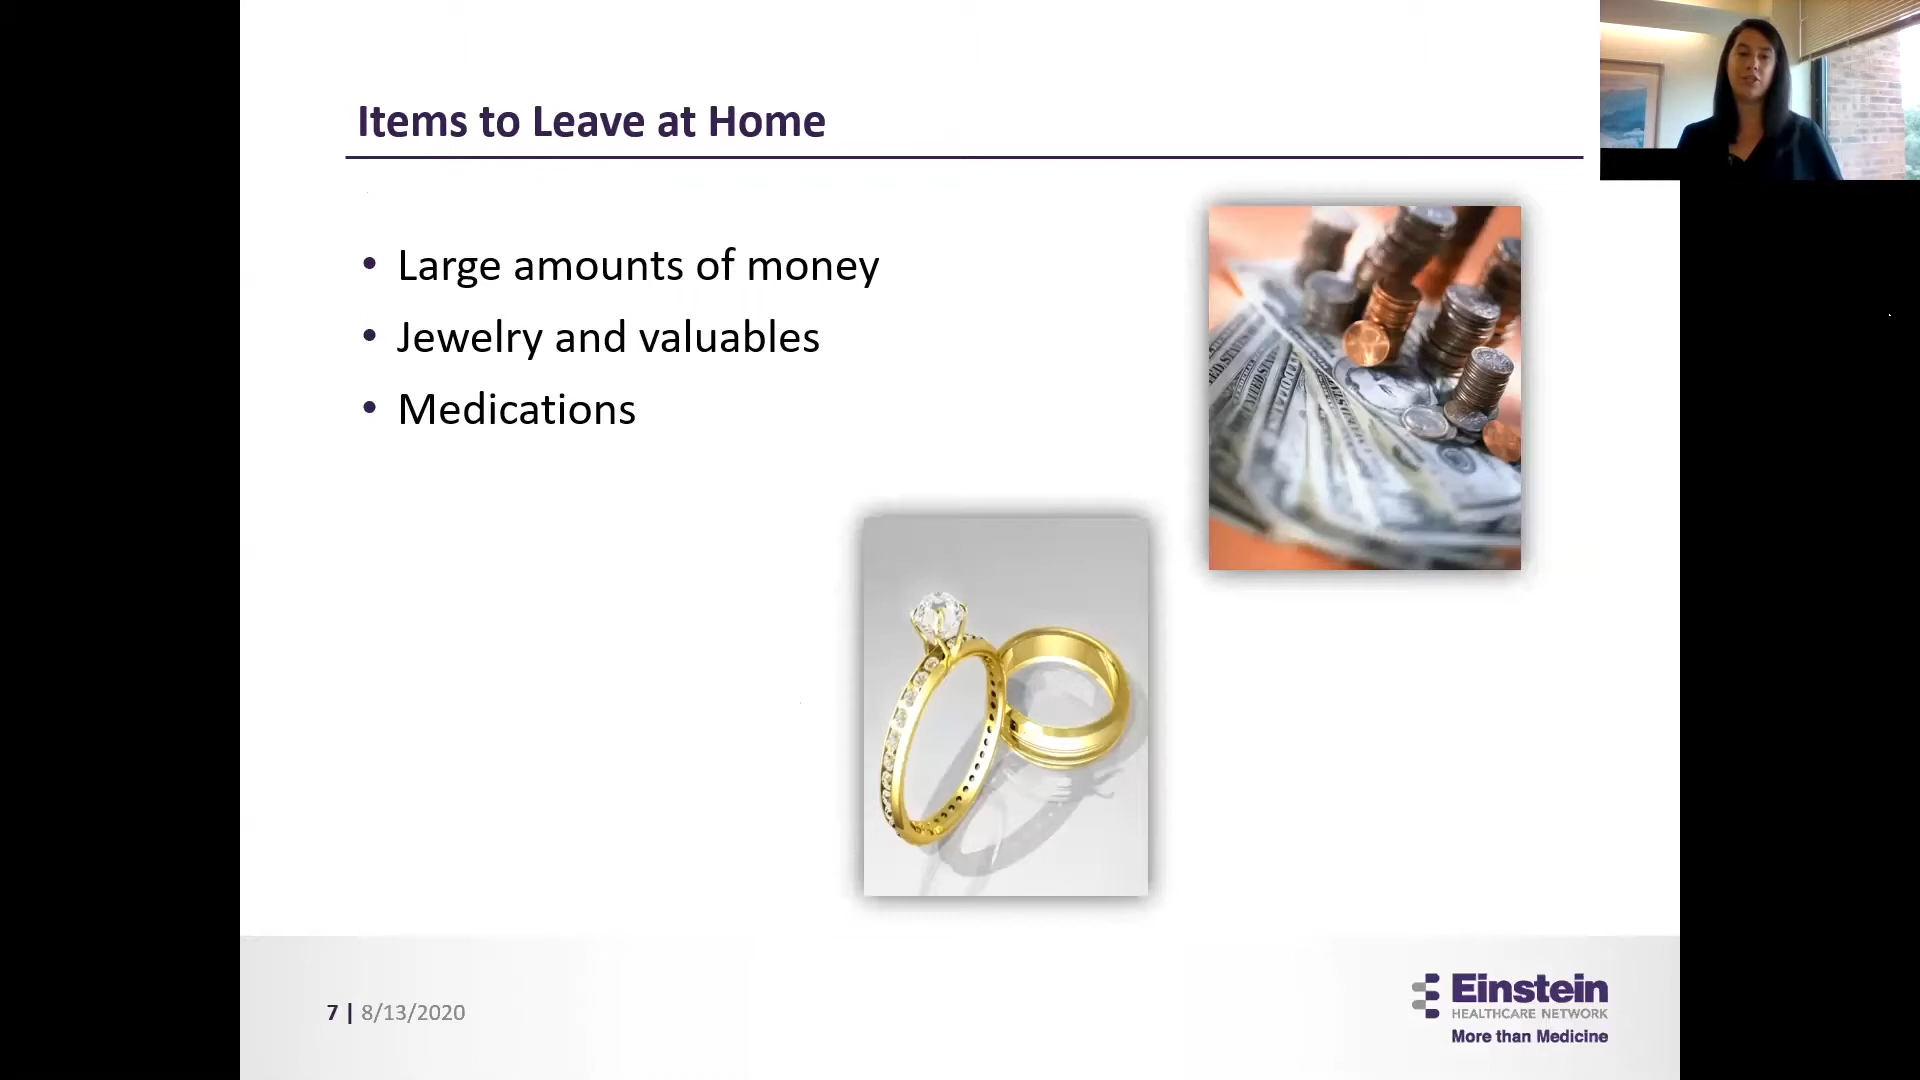 Items to Leave at Home
• Large amounts of money
• Jewelry and valuables
• Medications
7 | 8/13/2020
Einstein
HEALTHCARE NETWORK
More than Medicine